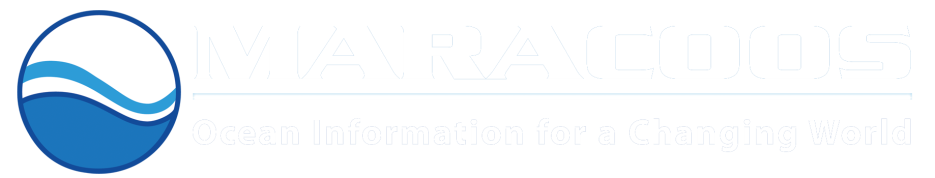 MARACOOS
Ocean Information for a Changing World